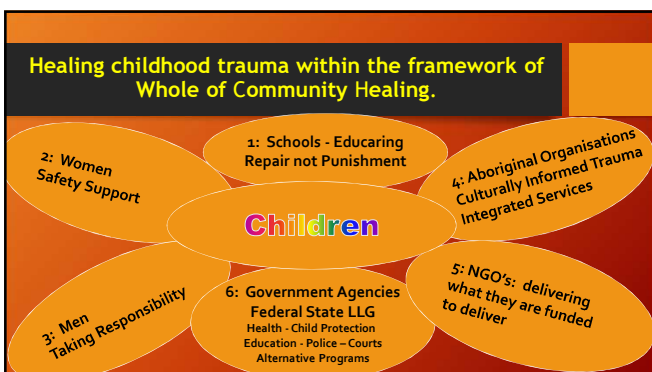 Healing childhood trauma within the framework of
Whole of Community Healing.
1: Schools - Educaring
Repair not Punishment
2: Women
Safety Support
4: Aboriginal Organisations
Culturally Informed Trauma
Integrated Services
Children
3: Men
Taking Responsibility
6: Government Agencies
Federal State LLG
Health - Child Protection
Education - Police – Courts
Alternative Programs
5: NGO's: delivering
what they are funded
to deliver